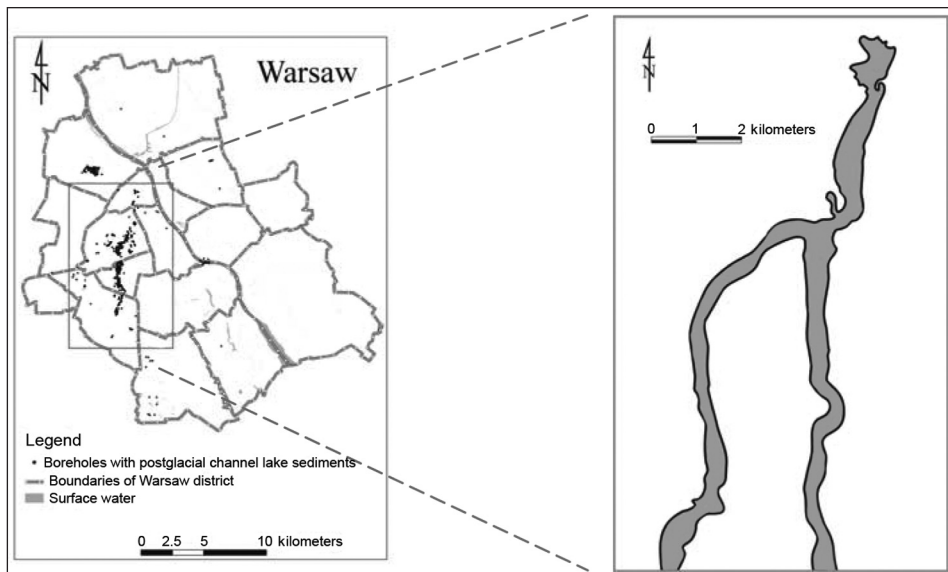 N
Warsaw
Legend
Boreholes with postglacial channel lake sediments
Boundaries of Warsaw district
Surface water
0 2.5 5 10 kilometers
N
0 1 2 kilometers